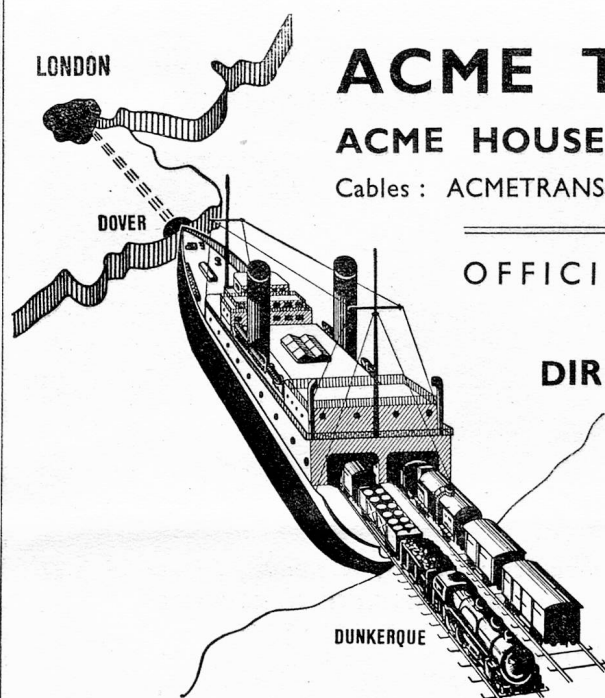 LONDON
ACME T
ACME HOUSE
Cables : ACMETRANS
DOVER
OFFICI
DIR
DUNKERQUE